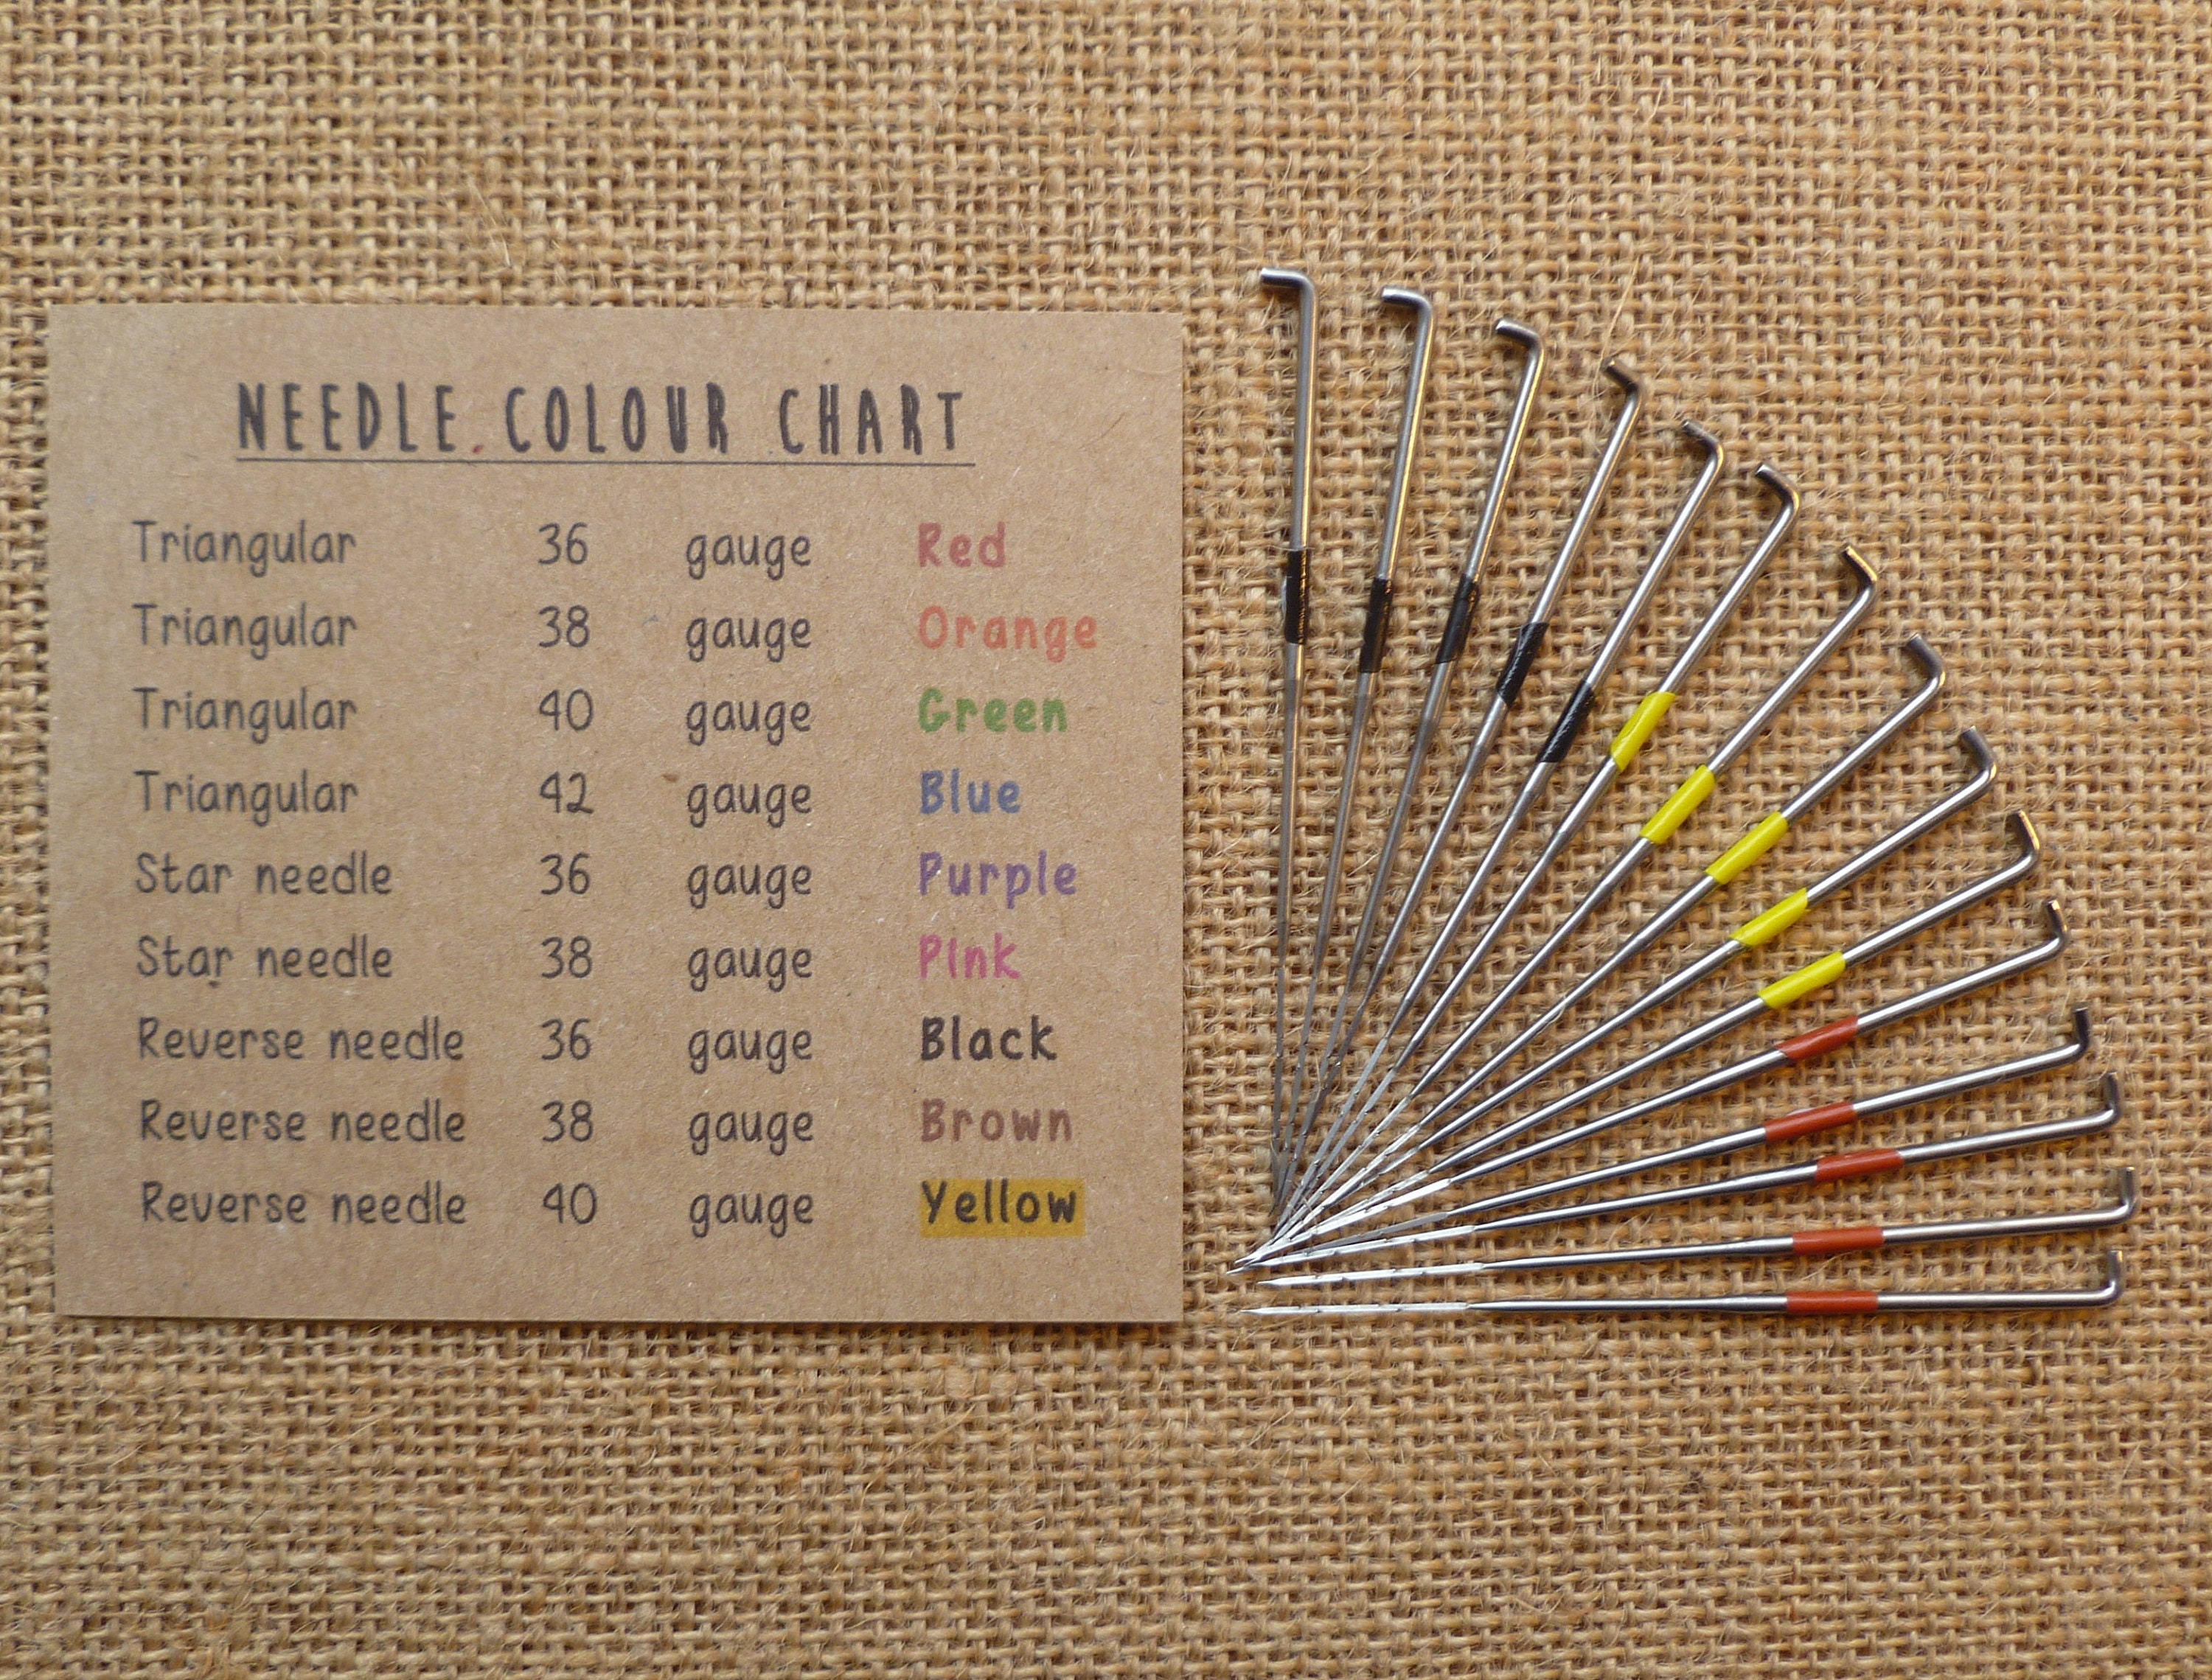 NEEDLE COLOUR CHART
Triangular 36 gauge Red
Triangular 38 gauge Orange
Triangular 40 gauge Green
Triangular 42 gauge Blue
Star needle 36 gauge Purple
Star needle 38 gauge Pink
Reverse needle 36 gauge Black
Reverse needle 38 gauge Brown
Reverse needle 40 gauge Yellow